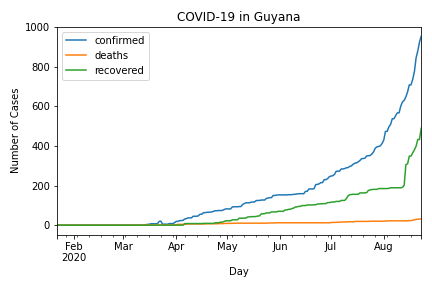 COVID-19 in Guyana
confirmed
deaths
recovered
Number of Cases
1000
800
600
400
200
0
Feb Mar Apr May Jun Jul Aug
2020
Day